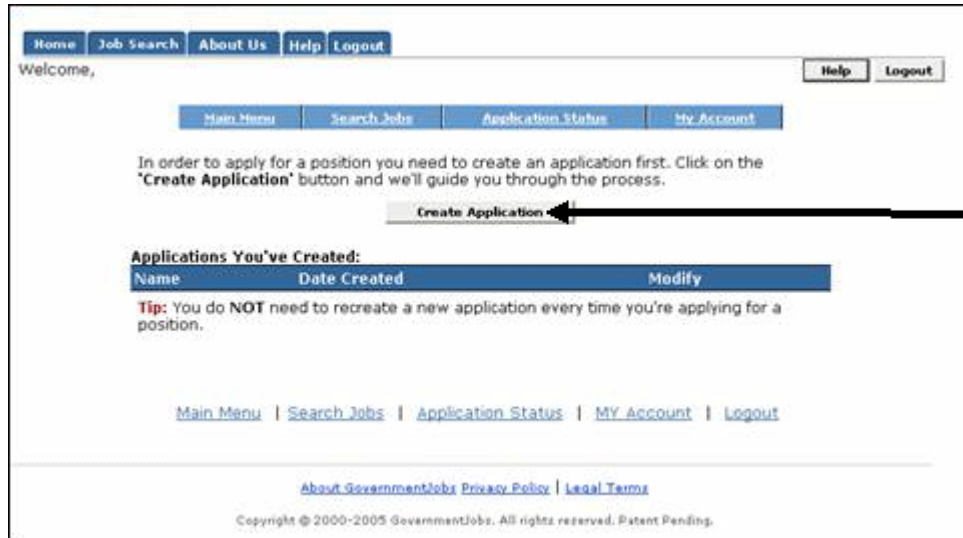 Home Job Search About Us Help Logout
Welcome,
Help Logout
Main Menu Search Jobs Application Status My Account
In order to apply for a position you need to create an application first. Click on the
'Create Application' button and we'll guide you through the process.
Create Application
Applications You've Created:
Name Date Created Modify
Tip: You do NOT need to recreate a new application every time you're applying for a
position.
Main Menu | Search Jobs | Application Status | MY Account | Logout
About GovernmentJobs Privacy Policy | Legal Terms
Copyright @ 2000-2005 GovernmentJobs. All rights reserved. Patent Pending.